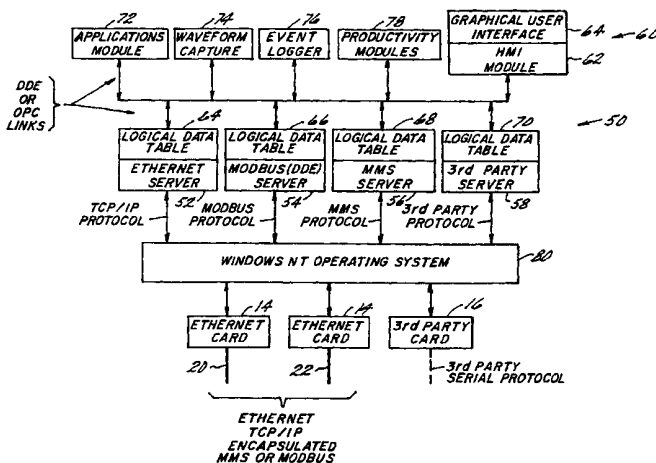 72
74
76
78
APPLICATIONS
MODULE
WAVEFORM
CAPTURE
EVENT
LOGGER
PRODUCTIVITY
MODULES
GRAPHICAL USER
INTERFACE
64
60
HMI
MODULE
62
DDE
OR
OPC
LINKS
50
64
66
68
70
LOGICAL DATA
TABLE
LOGICAL DATA
TABLE
LOGICAL DATA
TABLE
LOGICAL DATA
TABLE
ETHERNET
SERVER
MODBUS(DDE)
SERVER
MMS
SERVER
3rd PARTY
SERVER
52
54
56
58
TCP/IP
PROTOCOL
MODBUS
PROTOCOL
MMS
PROTOCOL
3rd PARTY
PROTOCOL
WINDOWS NT OPERATING SYSTEM
80
14
14
16
ETHERNET
CARD
ETHERNET
CARD
3rd PARTY
CARD
20
22
3rd PARTY
SERIAL PROTOCOL
ETHERNET
TCP/IP
ENCAPSULATED
MMS OR MODBUS